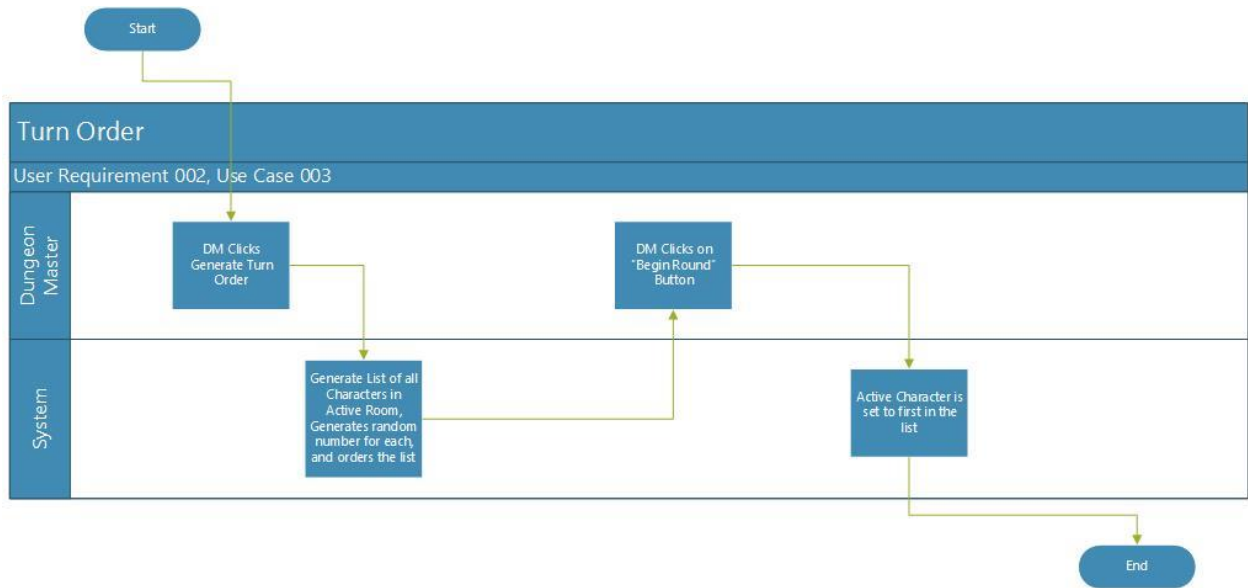 Start
Turn Order
User Requirement 002, Use Case 003
Dungeon
Master
DM Clicks
Generate Turn
Order
DM Clicks on
"Begin Round"
Button
System
Generate List of all
Characters in
Active Room,
Generates random
number for each,
and orders the list
Active Character is
set to first in the
list
End